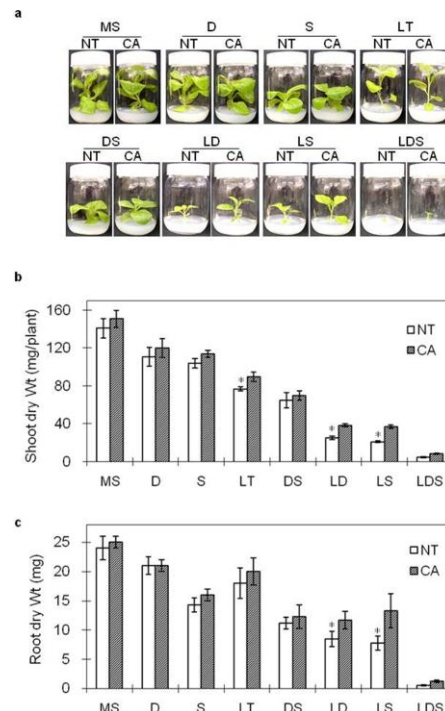 a
MS D S LT
NT CA NT CA NT CA NT CA
DS LD LS LDS
NT CA NT CA NT CA NT CA
b
Shoot dry Wt (mg/plant)
160
120
80
40
0
* * *
NT
CA
MS D S LT DS LD LS LDS
c
Root dry Wt (mg)
25
20
15
10
5
0
* *
NT
CA
MS D S LT DS LD LS LDS